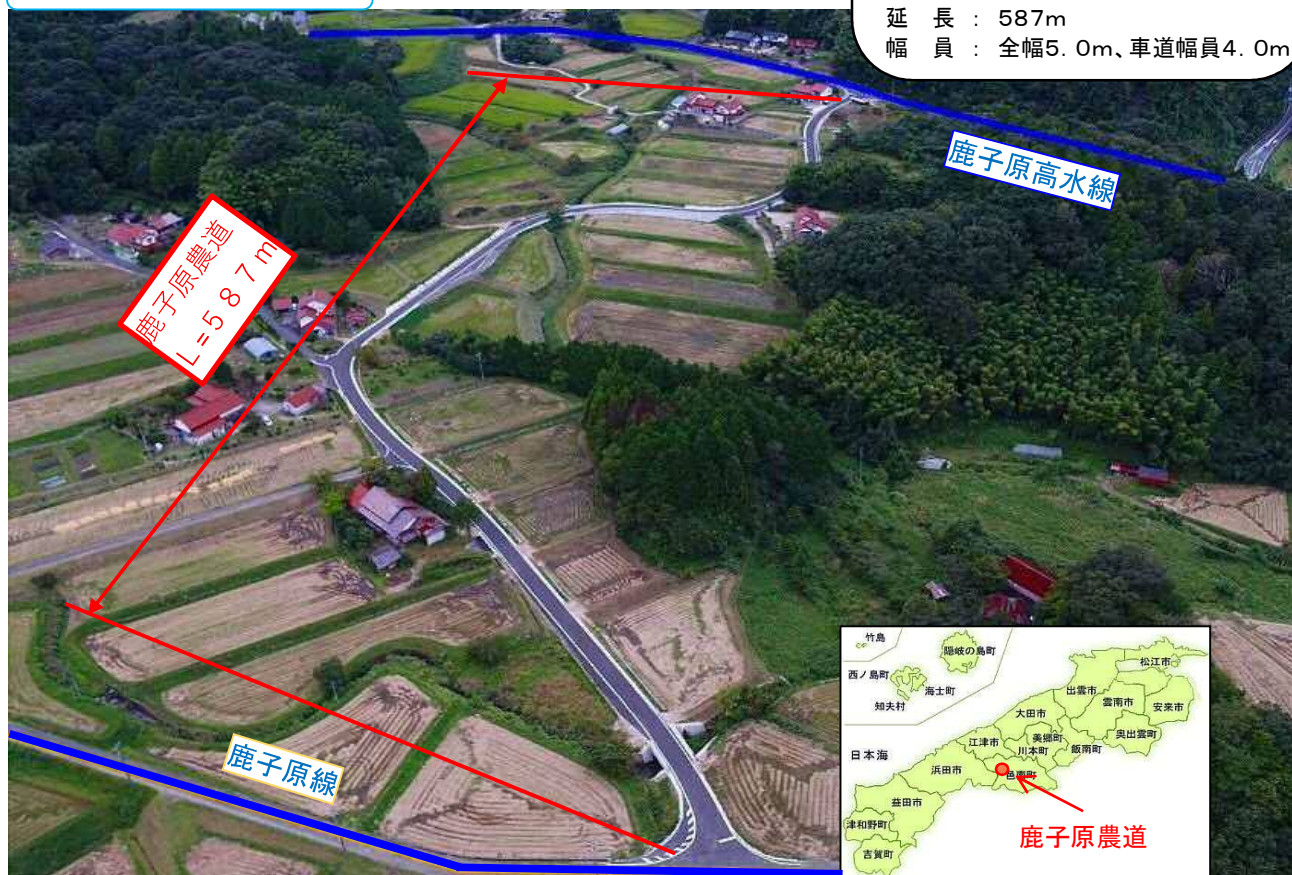 延　長　：　587m
幅　員　：　全幅5．0m、車道幅員4．0m
鹿子原高水線
鹿子原農道
L=587m
鹿子原線
竹島
隠岐の島町
西ノ島町
海士町
知夫村
松江市
出雲市
雲南市
安来市
大田市
奥出雲町
美郷町
江津市
川本町
飯南町
日本海
浜田市
邑南町
益田市
津和野町
吉賀町
鹿子原農道